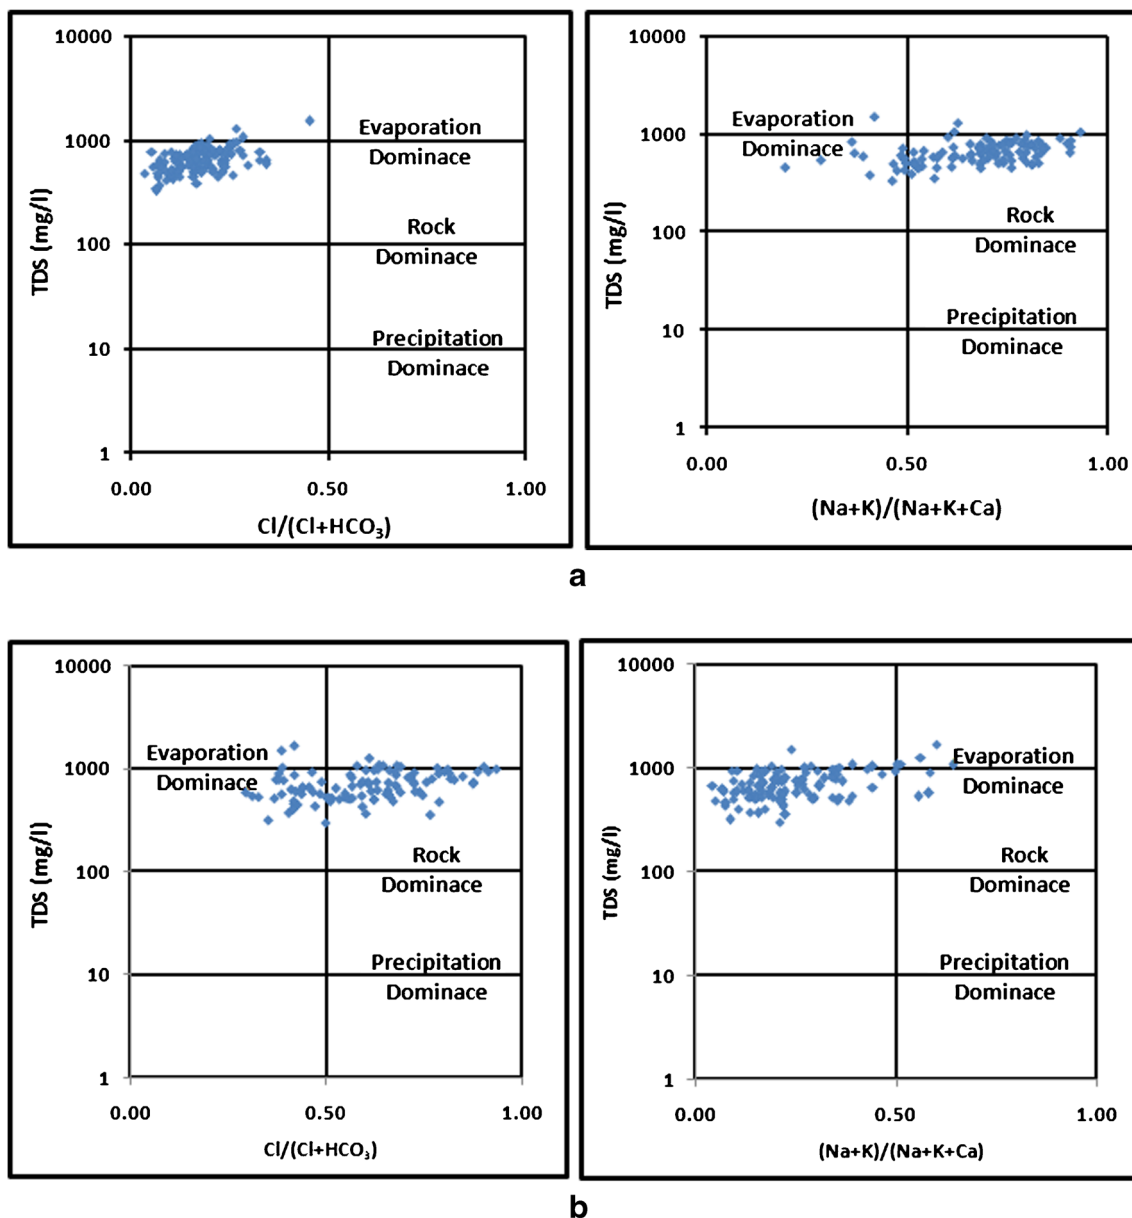 10000
1000
100
10
1
TDS (mg/l)
Evaporation
Dominace
Rock
Dominace
Precipitation
Dominace
0.00 0.50 1.00
Cl/(Cl+HCO₃)
10000
1000
100
10
1
TDS (mg/l)
Evaporation
Dominace
Rock
Dominace
Precipitation
Dominace
0.00 0.50 1.00
(Na+K)/(Na+K+Ca)
a
10000
1000
100
10
1
TDS (mg/l)
Evaporation
Dominace
Rock
Dominace
Precipitation
Dominace
0.00 0.50 1.00
Cl/(Cl+HCO₃)
10000
1000
100
10
1
TDS (mg/l)
Evaporation
Dominace
Rock
Dominace
Precipitation
Dominace
0.00 0.50 1.00
(Na+K)/(Na+K+Ca)
b